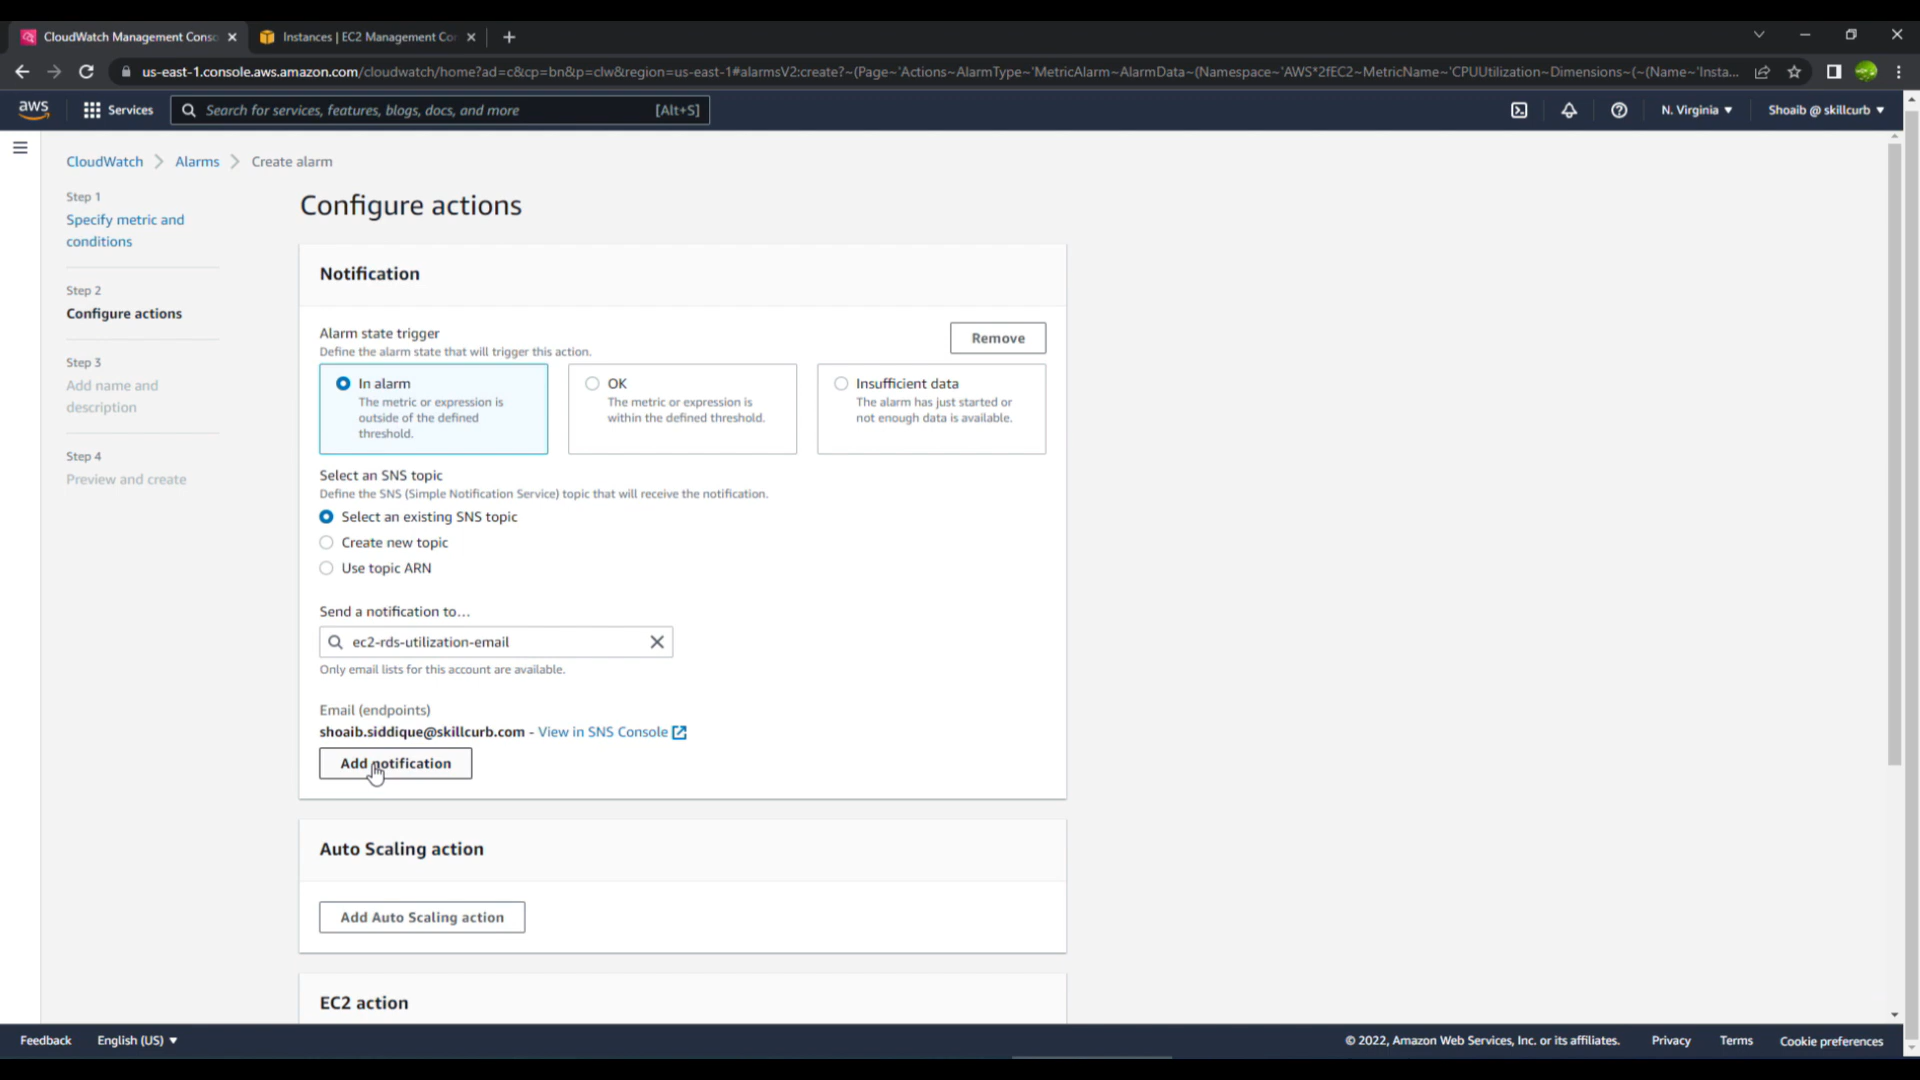 CloudWatch Management Conso
Instances | EC2 Management Con
us-east-1.console.aws.amazon.com/cloudwatch/home?ad=c&cp=bn&p=clw&region=us-east-1#alarmsV2:create?~(Page~'Actions~AlarmType~'MetricAlarm~AlarmData~(Namespace~'AWS*2fEC2~MetricName~'CPUUtilization~Dimensions~(~(Name~'Insta...
aws
Services
Search for services, features, blogs, docs, and more
[Alt+S]
N. Virginia
Shoaib @ skillcurb
CloudWatch
Alarms
Create alarm
Step 1
Specify metric and
conditions
Step 2
Configure actions
Step 3
Add name and
description
Step 4
Preview and create
Configure actions
Notification
Alarm state trigger
Define the alarm state that will trigger this action.
Remove
In alarm
The metric or expression is
outside of the defined
threshold.
OK
The metric or expression is
within the defined threshold.
Insufficient data
The alarm has just started or
not enough data is available.
Select an SNS topic
Define the SNS (Simple Notification Service) topic that will receive the notification.
Select an existing SNS topic
Create new topic
Use topic ARN
Send a notification to…
ec2-rds-utilization-email
Only email lists for this account are available.
Email (endpoints)
shoaib.siddique@skillcurb.com - View in SNS Console
Add notification
Auto Scaling action
Add Auto Scaling action
EC2 action
Feedback
English (US)
© 2022, Amazon Web Services, Inc. or its affiliates.
Privacy
Terms
Cookie preferences